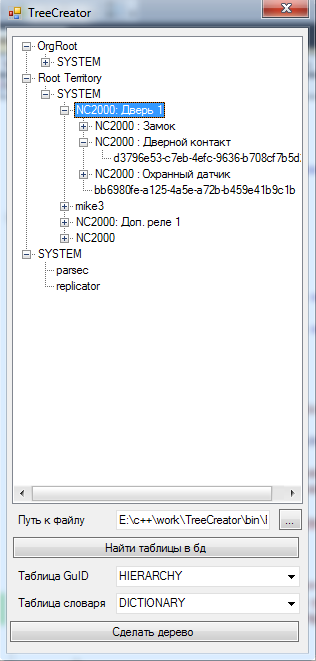 TreeCreator
OrgRoot
SYSTEM
Root Territory
SYSTEM
NC2000: Дверь 1
NC2000 : Замок
NC2000 : Дверной контакт
d3796e53-c7eb-4efc-9636-b708cf7b5d
NC2000 : Охранный датчик
bb6980fe-a125-4a5e-a72b-b459e41b9c1b
mike3
NC2000: Доп. реле 1
NC2000
SYSTEM
parsec
replicator
Путь к файлу E:\c++\work\TreeCreator\bin\ ...
Найти таблицы в бд
Таблица GuID HIERARCHY
Таблица словаря DICTIONARY
Сделать дерево